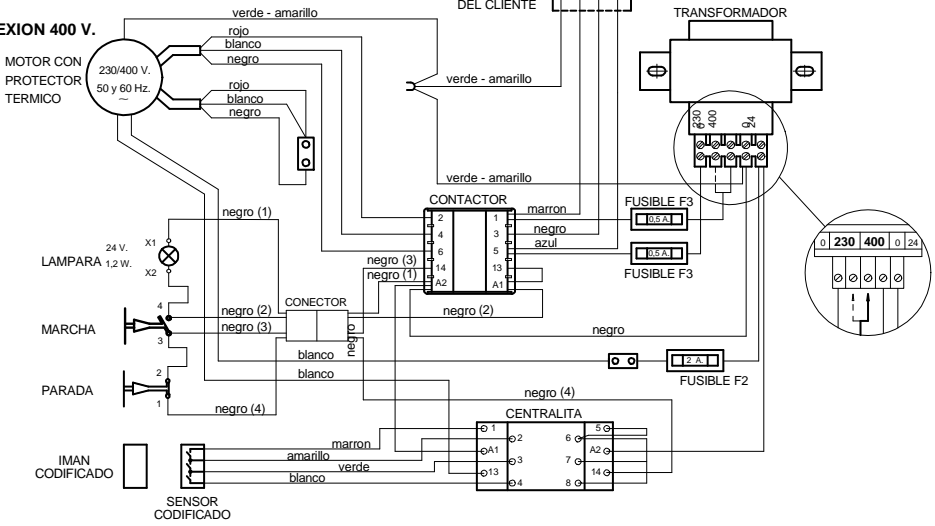 DEL CLIENTE
EXION 400 V.
MOTOR CON
PROTECTOR
TERMICO
230/400 V.
50 y 60 Hz.
~
verde - amarillo
rojo
blanco
negro
rojo
blanco
negro
verde - amarillo
verde - amarillo
TRANSFORMADOR
230
0
400
0
24
0 230 400 0 24
CONTACTOR
2
4
6
14
A2
1
3
5
13
A1
marron
negro
azul
FUSIBLE F3
0,5 A.
0,5 A.
FUSIBLE F3
negro (1)
LAMPARA
24 V.
1,2 W.
X1
X2
negro (3)
negro (1)
CONECTOR
MARCHA
4
3
negro (2)
negro (3)
negro (2)
negro
negro
blanco
blanco
2 A.
FUSIBLE F2
PARADA
2
1
negro (4)
negro (4)
CENTRALITA
1
A1
2
3
13
4
5
6
A2
7
14
8
IMAN
CODIFICADO
marron
amarillo
verde
blanco
SENSOR
CODIFICADO